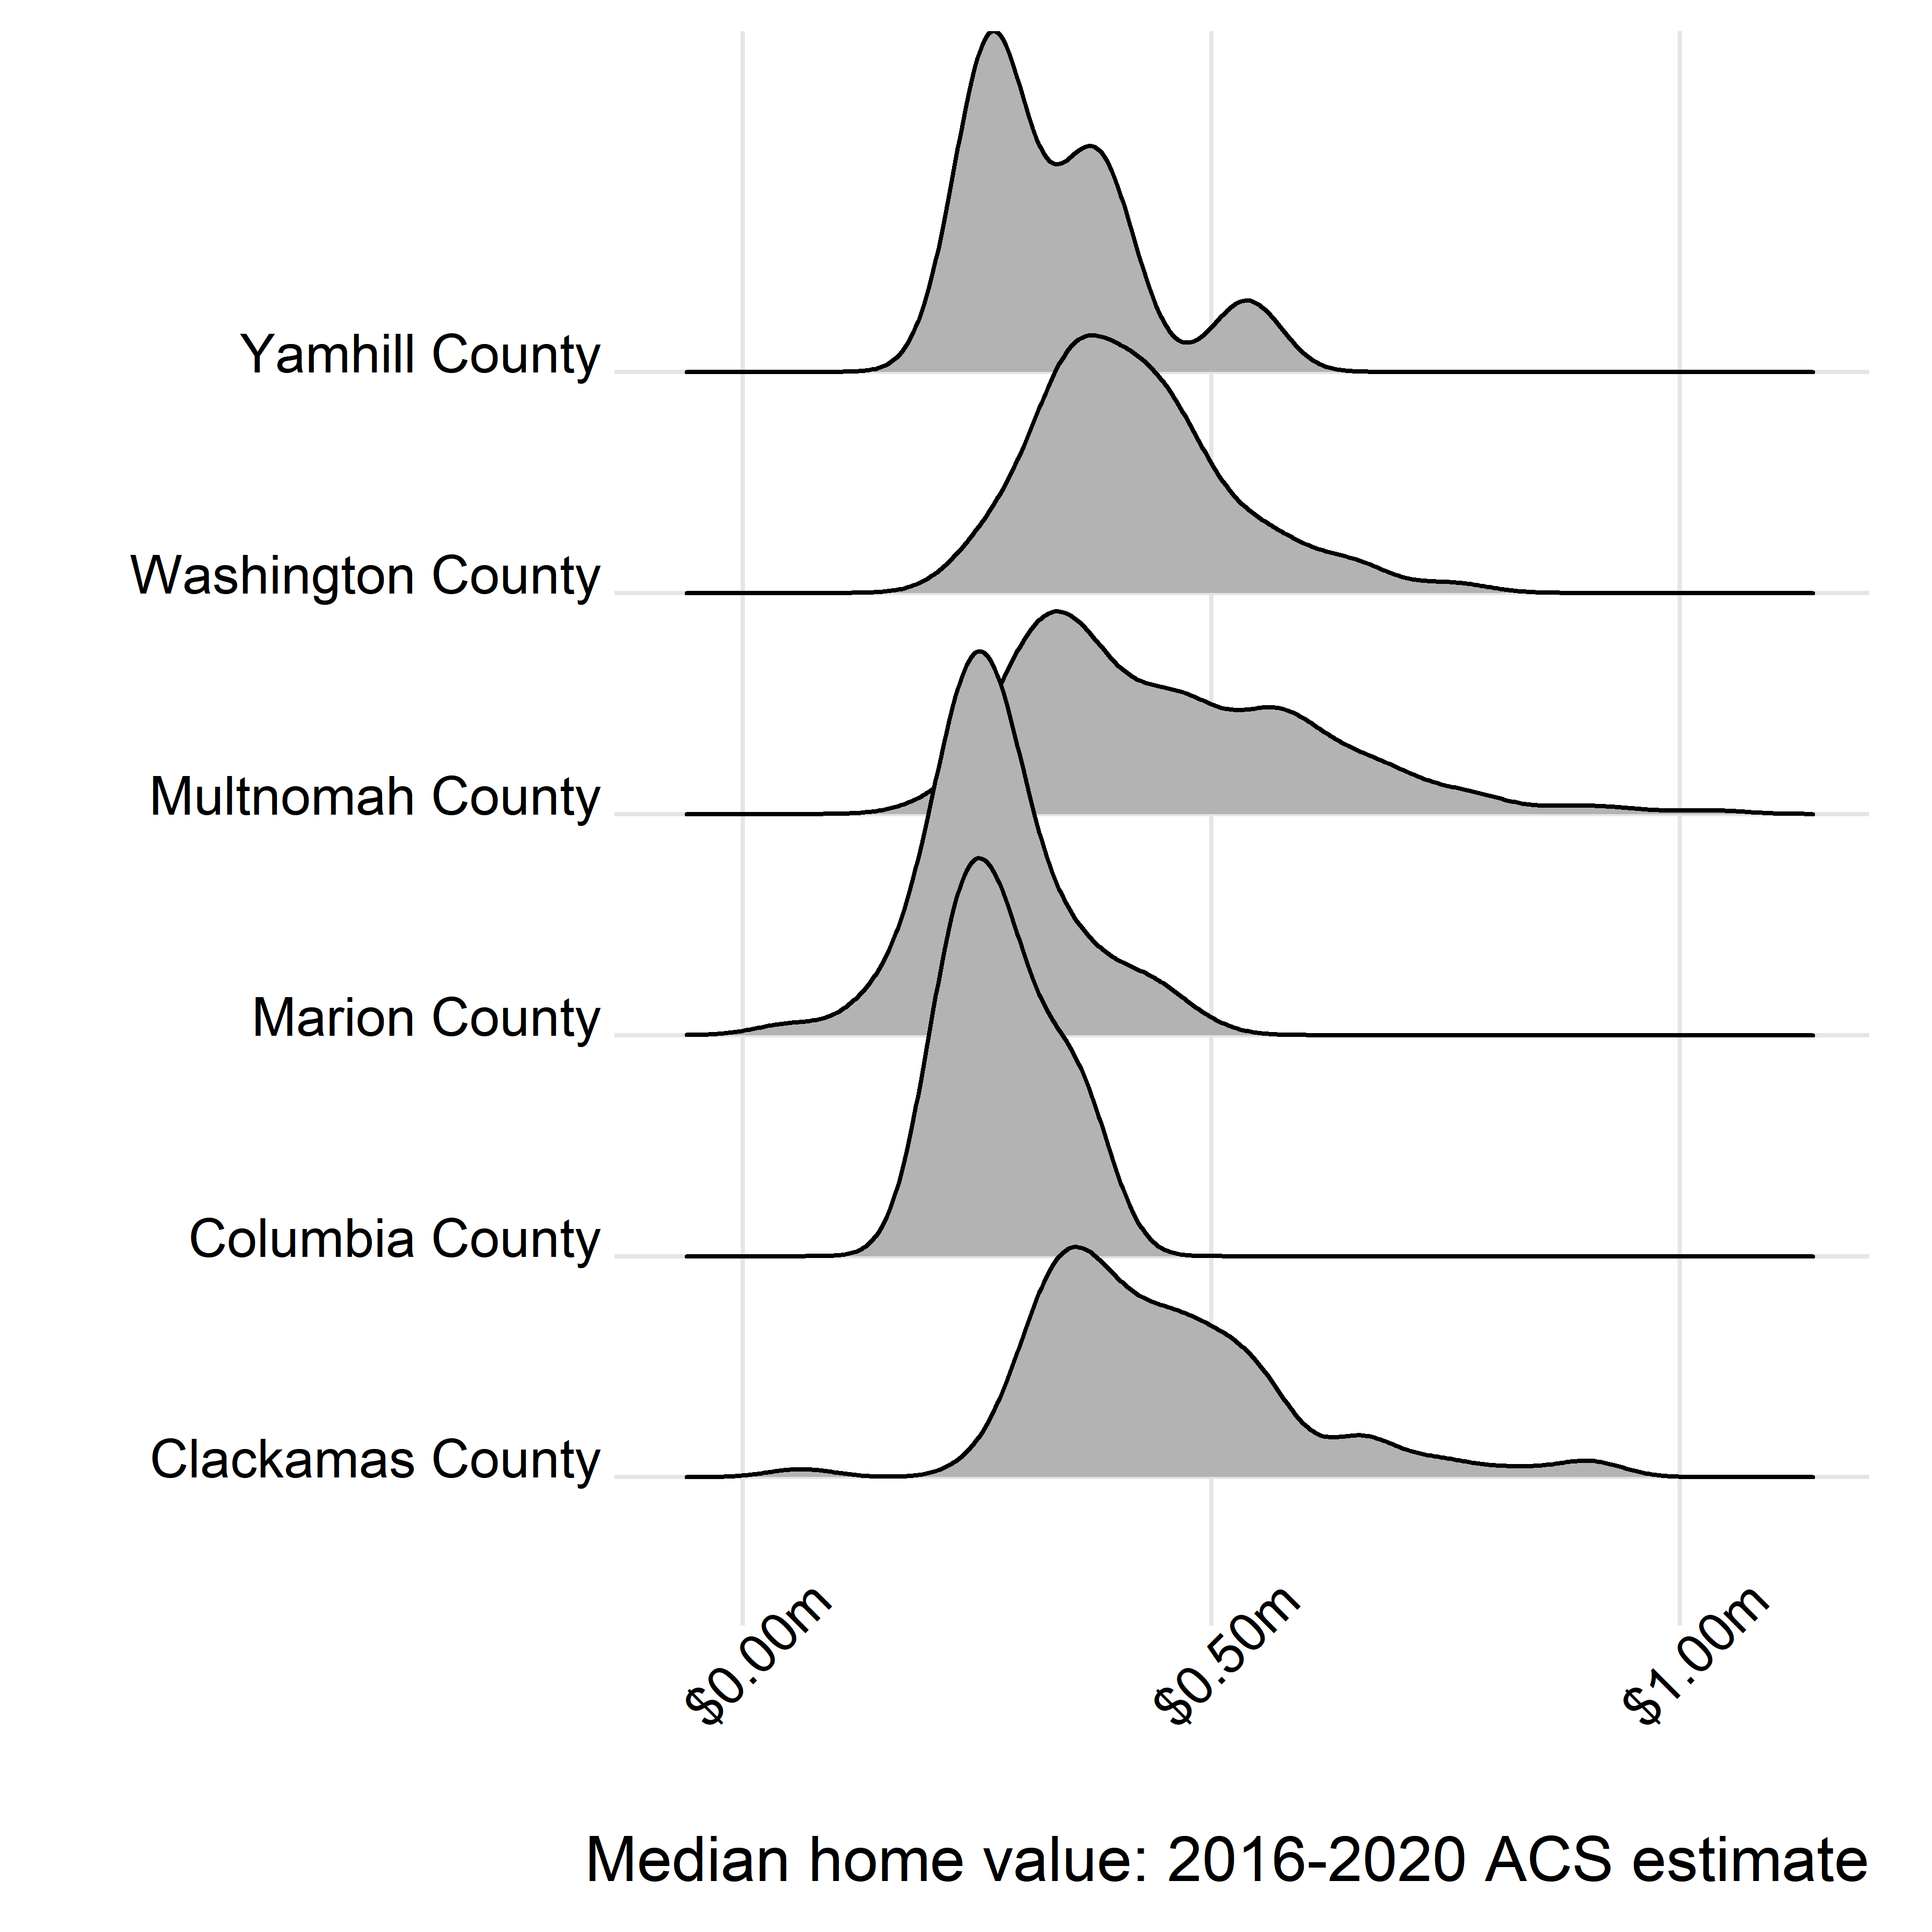 Yamhill County
Washington County
Multnomah County
Marion County
Columbia County
Clackamas County
$0.00m
$0.50m
$1.00m
Median home value: 2016-2020 ACS estimate